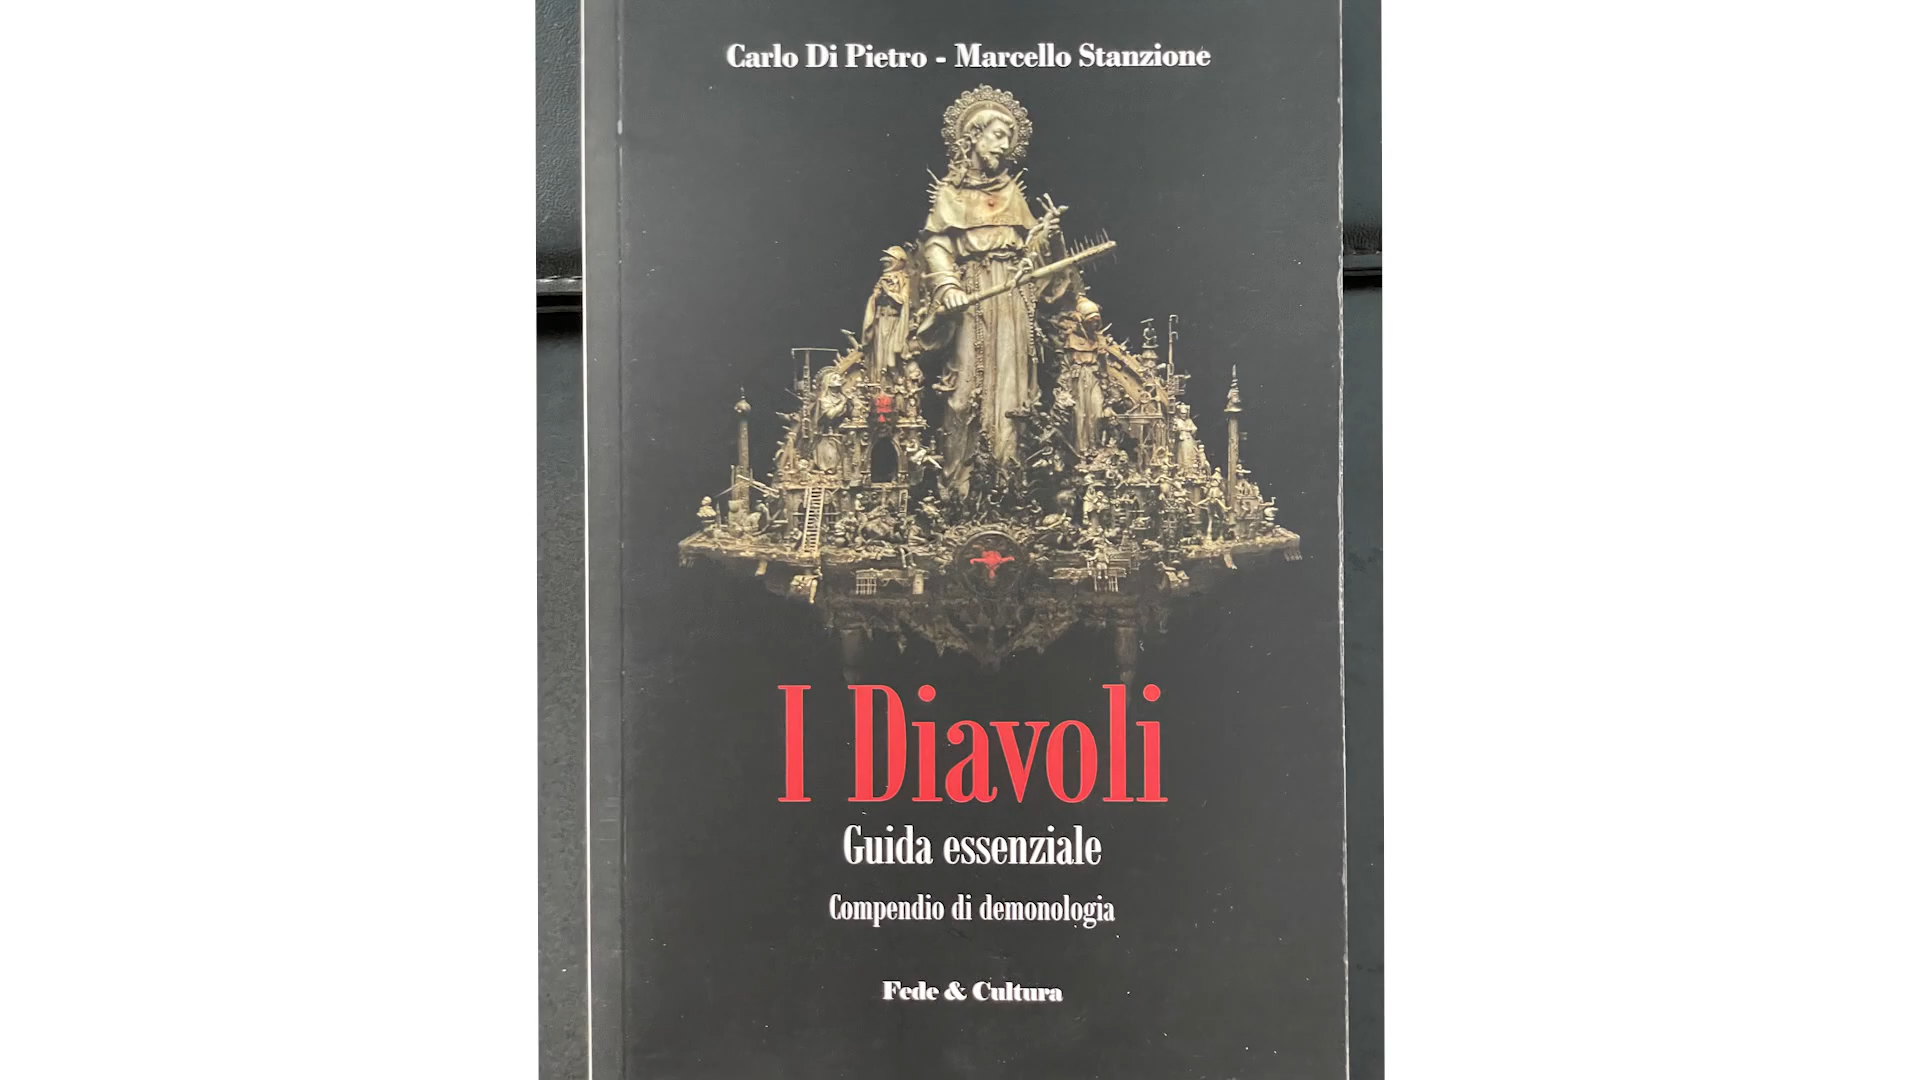 Carlo Di Pietro - Marcello Stanzione
I Diavoli
Guida essenziale
Compendio di demonologia
Fede & Cultura